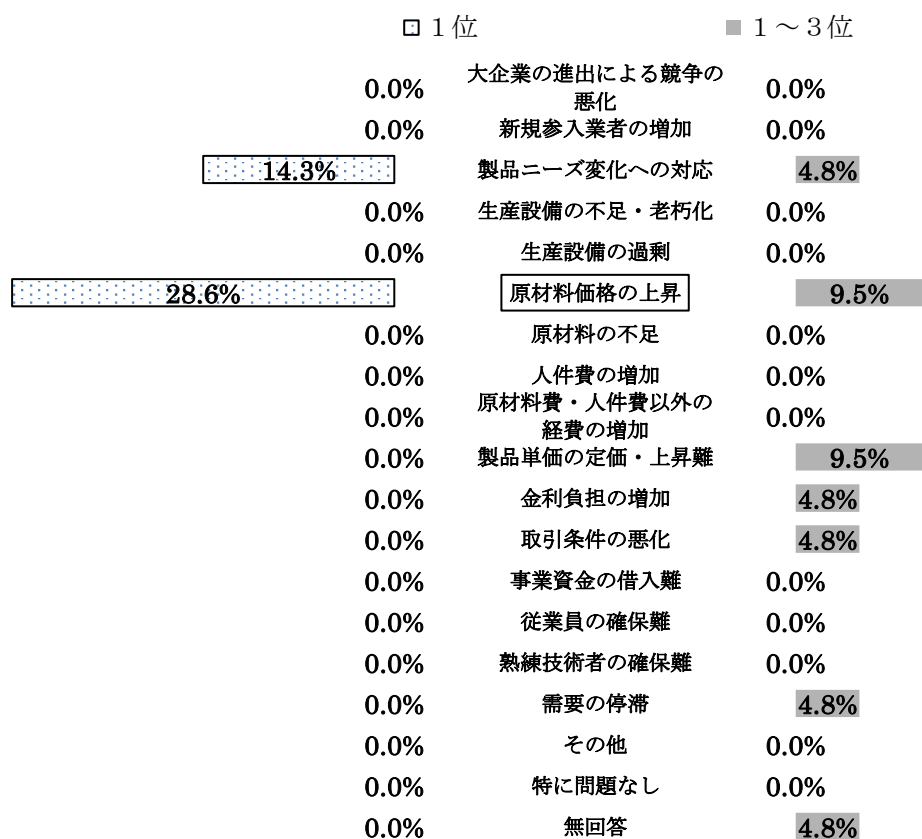 １位 １～３位
0.0% 大企業の進出による競争の 0.0%
悪化
0.0% 新規参入業者の増加 0.0%
14.3% 製品ニーズ変化への対応 4.8%
0.0% 生産設備の不足・老朽化 0.0%
0.0% 生産設備の過剰 0.0%
28.6% 原材料価格の上昇 9.5%
0.0% 原材料の不足 0.0%
0.0% 人件費の増加 0.0%
0.0% 原材料費・人件費以外の 0.0%
経費の増加
0.0% 製品単価の定価・上昇難 9.5%
0.0% 金利負担の増加 4.8%
0.0% 取引条件の悪化 4.8%
0.0% 事業資金の借入難 0.0%
0.0% 従業員の確保難 0.0%
0.0% 熟練技術者の確保難 0.0%
0.0% 需要の停滞 4.8%
0.0% その他 0.0%
0.0% 特に問題なし 0.0%
0.0% 無回答 4.8%